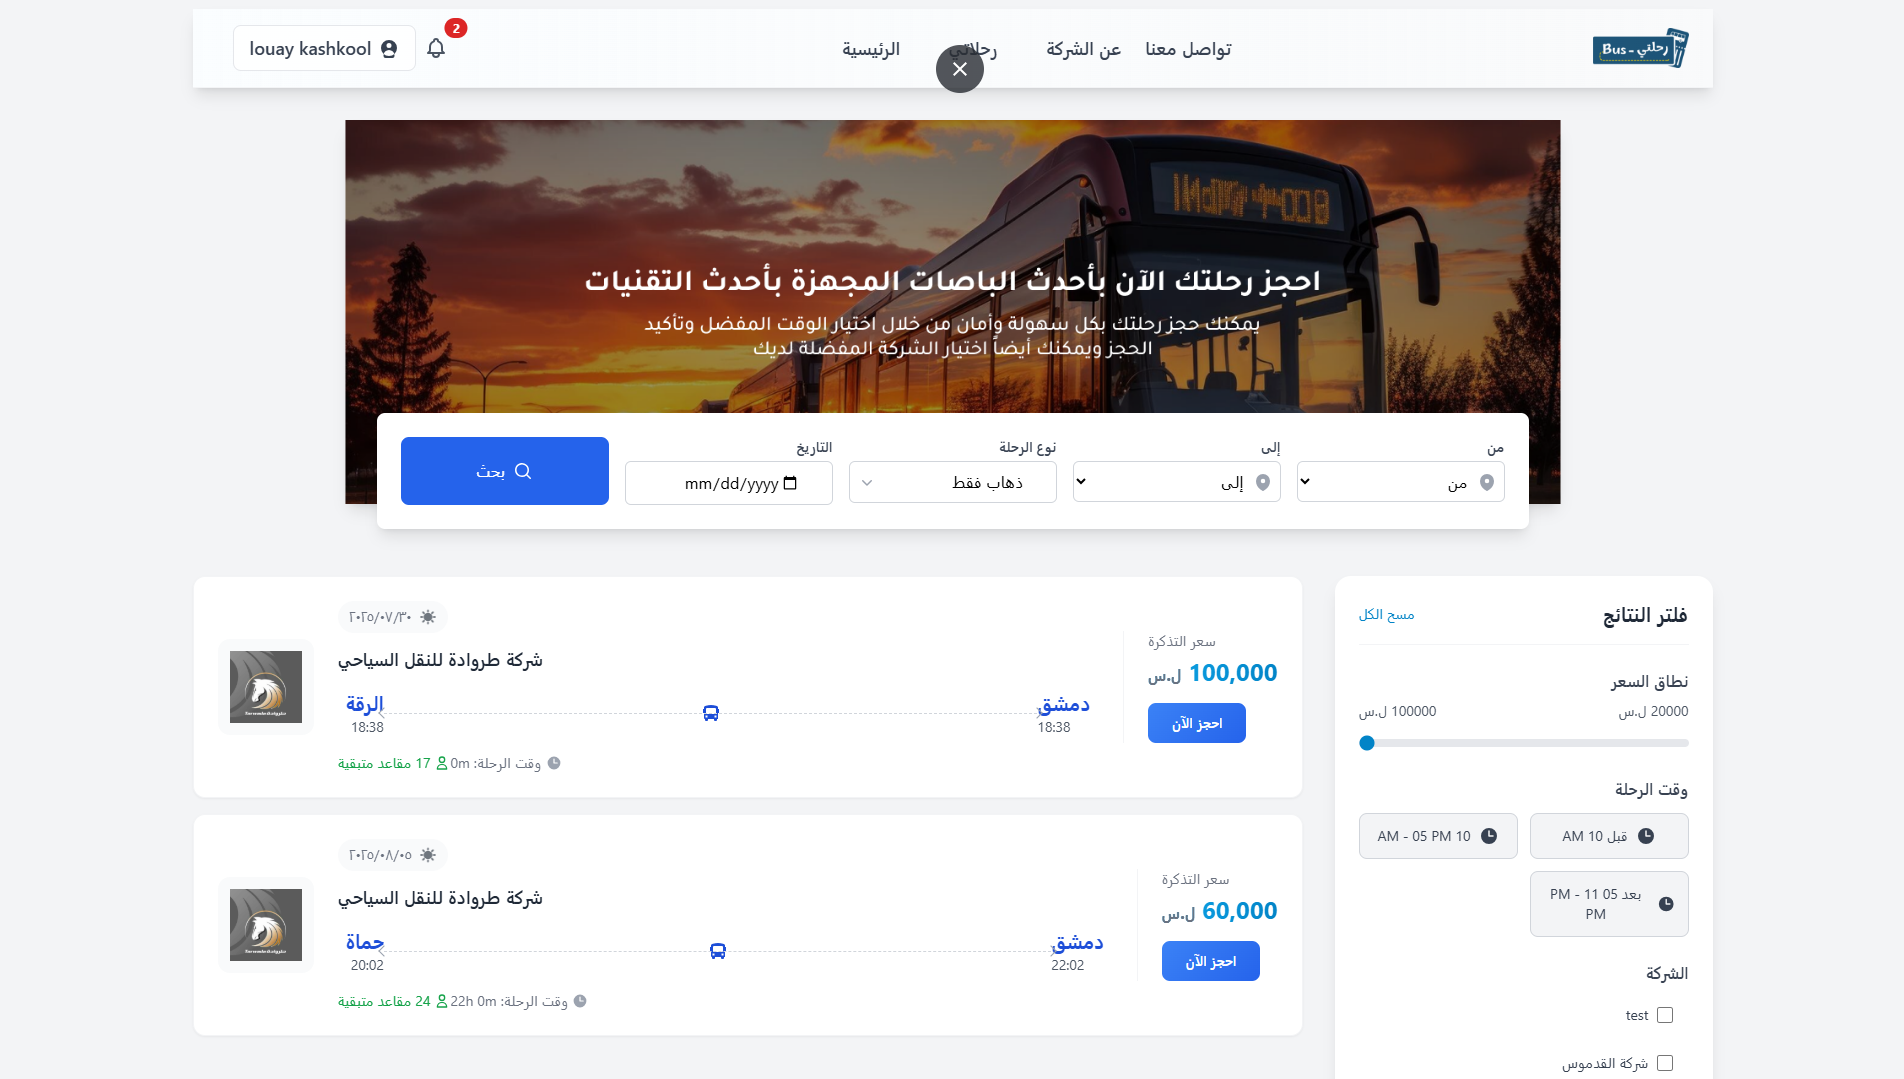 رحلتي - Bus
تواصل معنا
عن الشركة
رحلاتي
الرئيسية
2
louay kashkool
احجز رحلتك الآن بأحدث الباصات المجهزة بأحدث التقنيات
يمكنك حجز رحلتك بكل سهولة وأمان من خلال اختيار الوقت المفضل وتأكيد
الحجز ويمكنك أيضاً اختيار الشركة المفضلة لديك
من
من
إلى
إلى
نوع الرحلة
ذهاب فقط
التاريخ
mm/dd/yyyy
بحث
فلتر النتائج
مسح الكل
نطاق السعر
20000 ل.س
100000 ل.س
وقت الرحلة
قبل 10 AM
10 AM - 05 PM
بعد 05 PM - 11
PM
الشركة
test
شركة القدموس
٢٠٢٥/٠٧/٣٠
شركة طروادة للنقل السياحي
سعر التذكرة
100,000 ل.س
احجز الآن
دمشق
18:38
الرقة
18:38
وقت الرحلة: 0m
17 مقاعد متبقية
٢٠٢٥/٠٨/٠٥
شركة طروادة للنقل السياحي
سعر التذكرة
60,000 ل.س
احجز الآن
دمشق
22:02
حماة
20:02
وقت الرحلة: 22h 0m
24 مقاعد متبقية